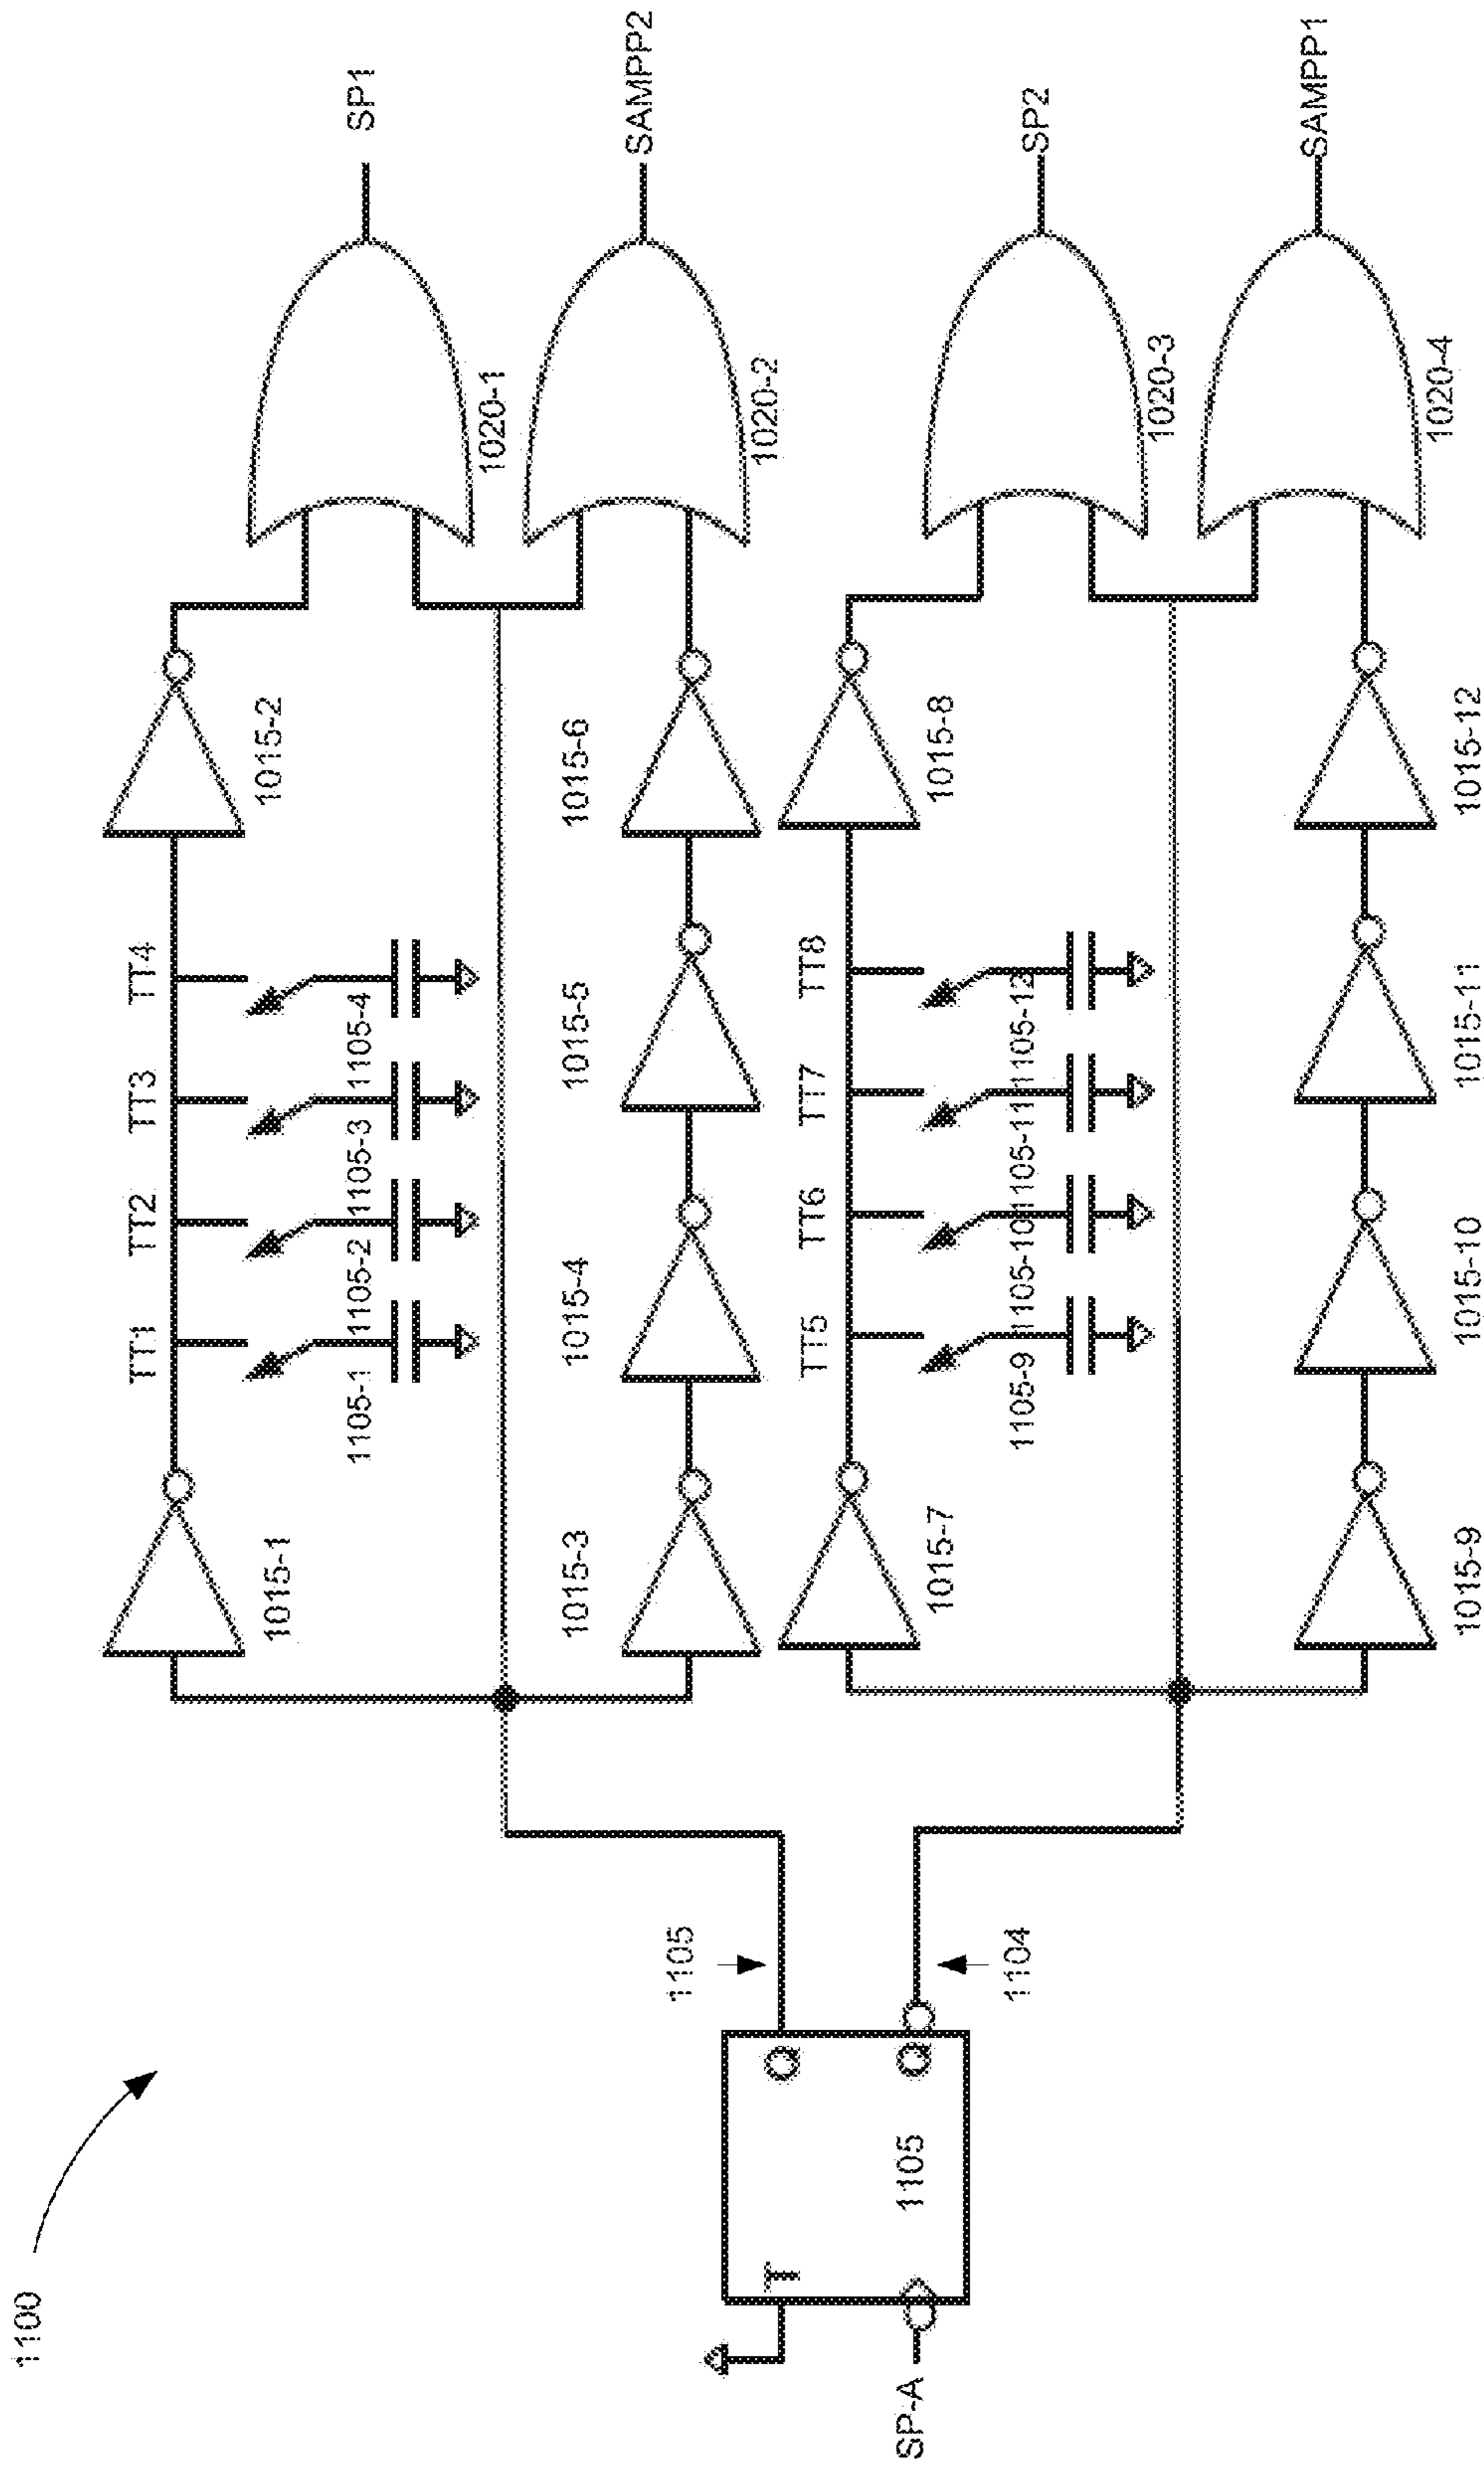 1100
SP-A
T
Q
Q
1105
1105
1104
1015-1
TT1
TT2
TT3
TT4
1105-1
1105-2
1105-3
1105-4
1015-2
1020-1
SP1
1015-3
1015-4
1015-5
1015-6
1020-2
SAMPP2
1015-7
TT5
TT6
TT7
TT8
1105-9
1105-10
1105-11
1105-12
1015-8
1020-3
SP2
1015-9
1015-10
1015-11
1015-12
1020-4
SAMPP1